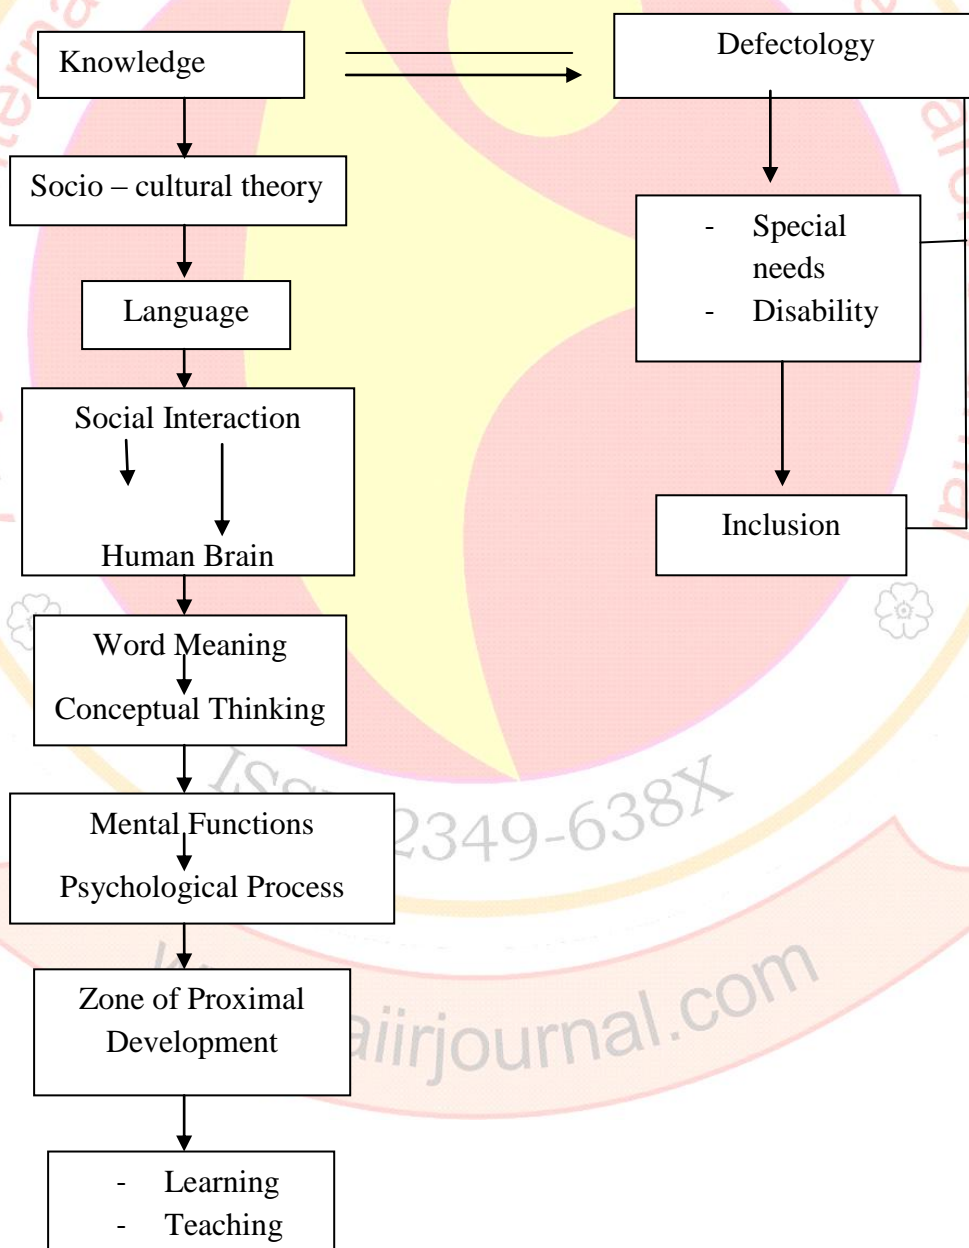 Knowledge
Defectology
Socio – cultural theory
- Special
needs
- Disability
Language
Social Interaction
Human Brain
Inclusion
Word Meaning
Conceptual Thinking
Mental Functions
Psychological Process
2349-638X
Zone of Proximal
Development
aiirjournal.com
- Learning
- Teaching